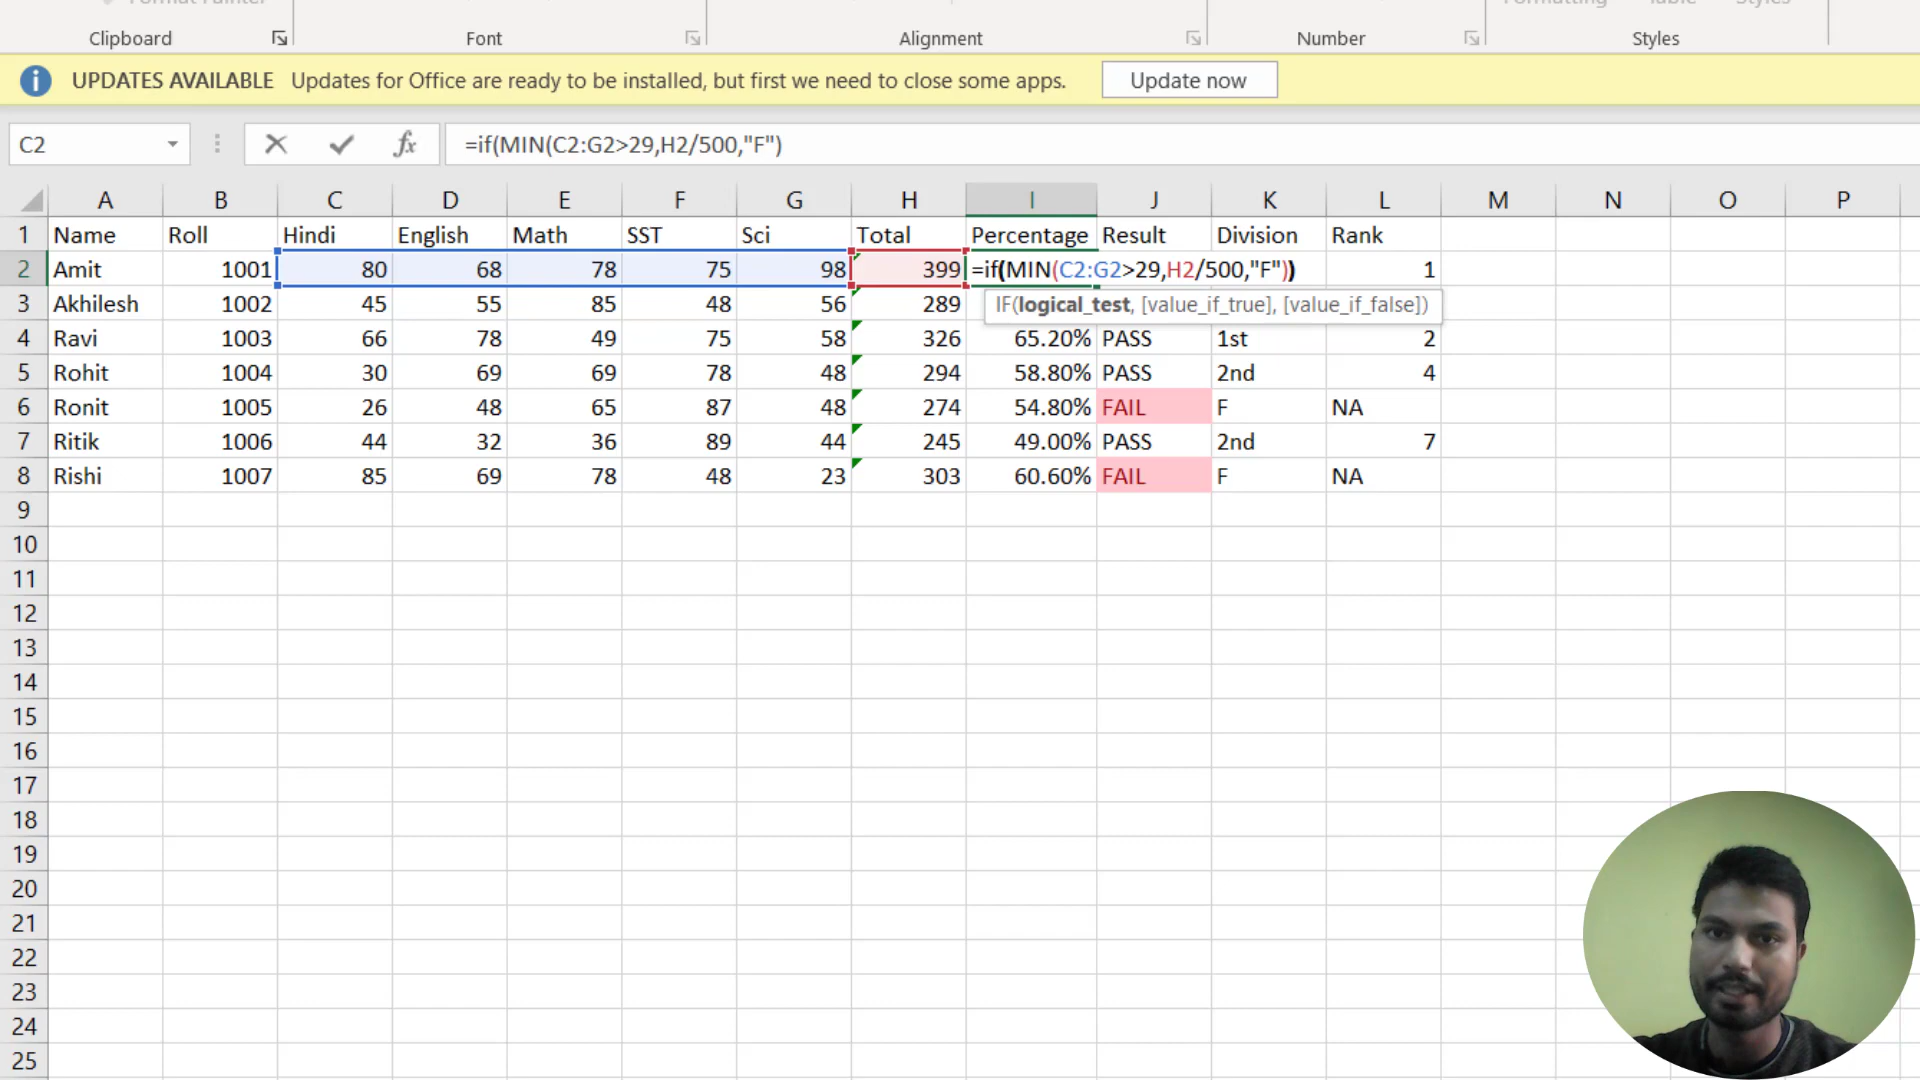 Format Painter Formatting Table Styles
Clipboard Font Alignment Number Styles
UPDATES AVAILABLE Updates for Office are ready to be installed, but first we need to close some apps. Update now
C2 fx =if(MIN(C2:G2>29,H2/500,"F")
A B C D E F G H I J K L M N O P
1 Name Roll Hindi English Math SST Sci Total Percentage Result Division Rank
2 Amit 1001 80 68 78 75 98 399 =if(MIN(C2:G2>29,H2/500,"F")) 1
3 Akhilesh 1002 45 55 85 48 56 289 IF(logical_test, [value_if_true], [value_if_false])
4 Ravi 1003 66 78 49 75 58 326 65.20% PASS 1st 2
5 Rohit 1004 30 69 69 78 48 294 58.80% PASS 2nd 4
6 Ronit 1005 26 48 65 87 48 274 54.80% FAIL F NA
7 Ritik 1006 44 32 36 89 44 245 49.00% PASS 2nd 7
8 Rishi 1007 85 69 78 48 23 303 60.60% FAIL F NA
9
10
11
12
13
14
15
16
17
18
19
20
21
22
23
24
25